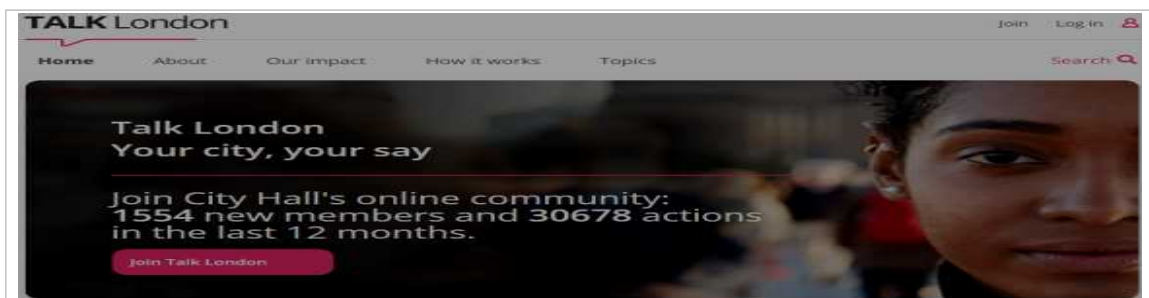 TALK London
Join Log in
Home About Our impact How it works Topics Search
Talk London
Your city, your say
Join City Hall's online community:
1554 new members and 30678 actions
in the last 12 months.
Join Talk London